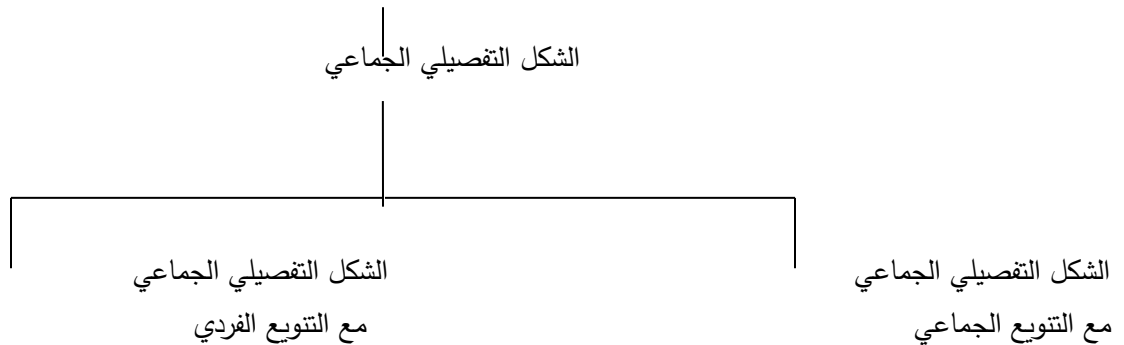 الشكل التفصيلي الجماعي
الشكل التفصيلي الجماعي
مع التنويع الجماعي
الشكل التفصيلي الجماعي
مع التنويع الفردي